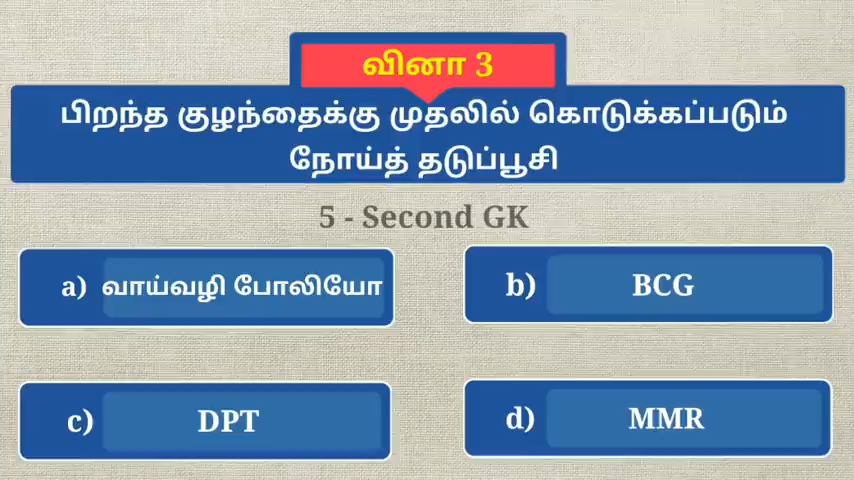 வினா 3
பிறந்த குழந்தைக்கு முதலில் கொடுக்கப்படும்
நோய்த் தடுப்பூசி
5 - Second GK
a) வாய்வழி போலியோ
b) BCG
c) DPT
d) MMR